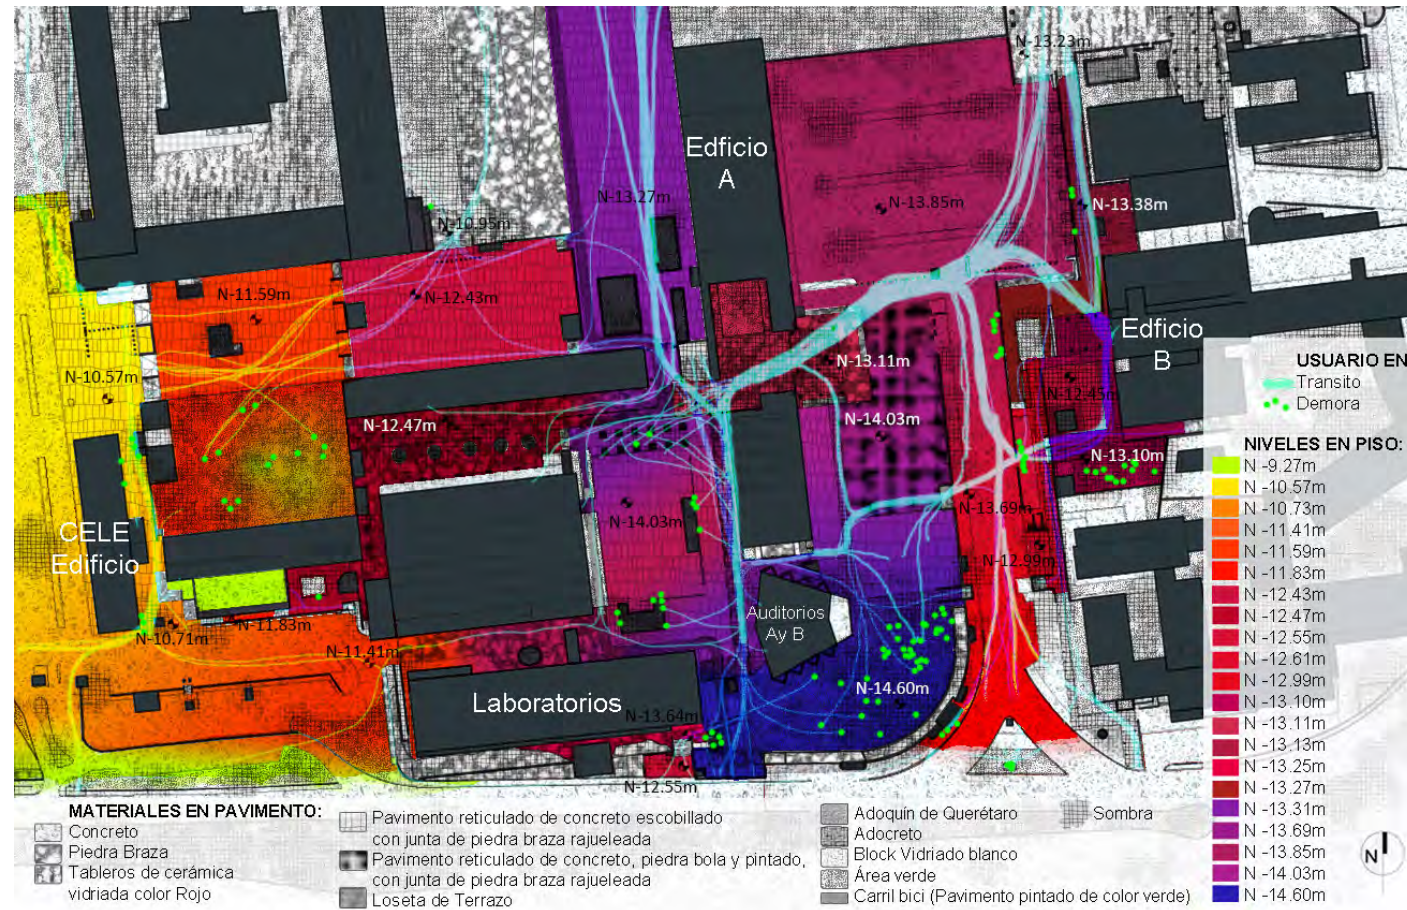 N-13.23m
Edficio
A
N-13.27m
N-13.85m
N-13.38m
N-10.95m
N-11.59m
N-12.43m
Edficio
B
N-13.11m
N-10.57m
N-12.45m
N-12.47m
N-14.03m
N-13.10m
N-14.03m
N-13.69m
CELE
Edificio
N-12.99m
Auditorios
Ay B
N-11.83m
N-10.71m
N-11.41m
Laboratorios
N-14.60m
N-13.64m
N-12.55m
USUARIO EN
Transito
Demora
NIVELES EN PISO:
N -9.27m
N -10.57m
N -10.73m
N -11.41m
N -11.59m
N -11.83m
N -12.43m
N -12.47m
N -12.55m
N -12.61m
N -12.99m
N -13.10m
N -13.11m
N -13.13m
N -13.25m
N -13.27m
N -13.31m
N -13.69m
N -13.85m
N -14.03m
N -14.60m
MATERIALES EN PAVIMENTO:
Concreto
Piedra Braza
Tableros de cerámica
vidriada color Rojo
Pavimento reticulado de concreto escobillado
con junta de piedra braza rajueleada
Pavimento reticulado de concreto, piedra bola y pintado,
con junta de piedra braza rajueleada
Loseta de Terrazo
Adoquín de Querétaro
Adocreto
Block Vidriado blanco
Área verde
Carril bici (Pavimento pintado de color verde)
Sombra
N